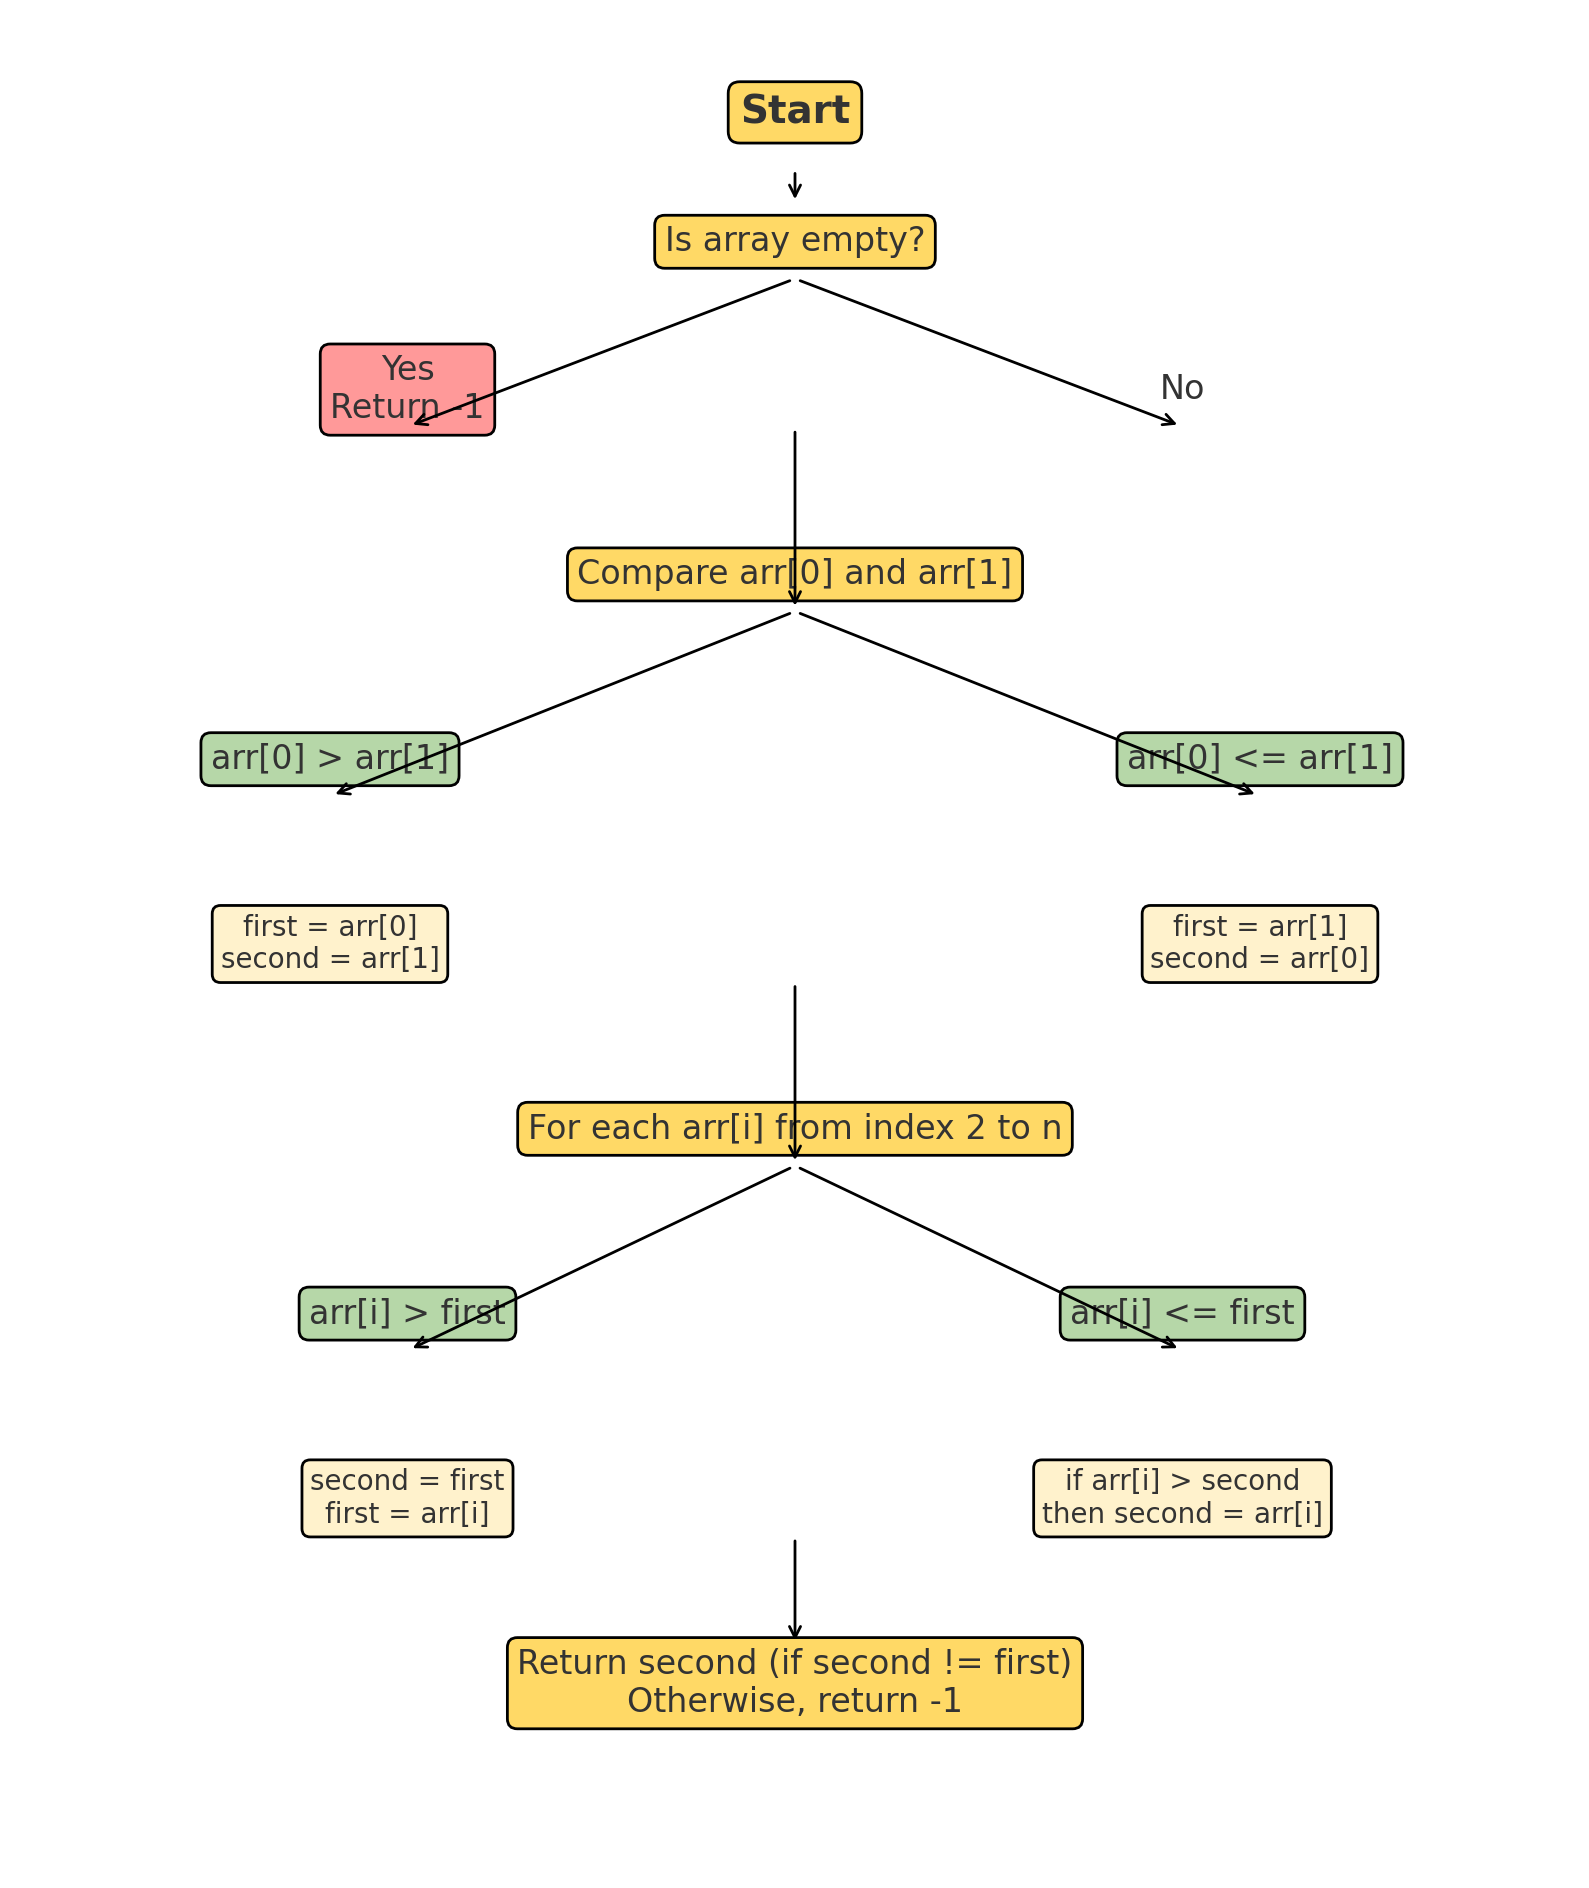 Start
Is array empty?
Yes
Return -1
No
Compare arr[0] and arr[1]
arr[0] > arr[1]
arr[0] <= arr[1]
first = arr[0]
second = arr[1]
first = arr[1]
second = arr[0]
For each arr[i] from index 2 to n
arr[i] > first
arr[i] <= first
second = first
first = arr[i]
if arr[i] > second
then second = arr[i]
Return second (if second != first)
Otherwise, return -1